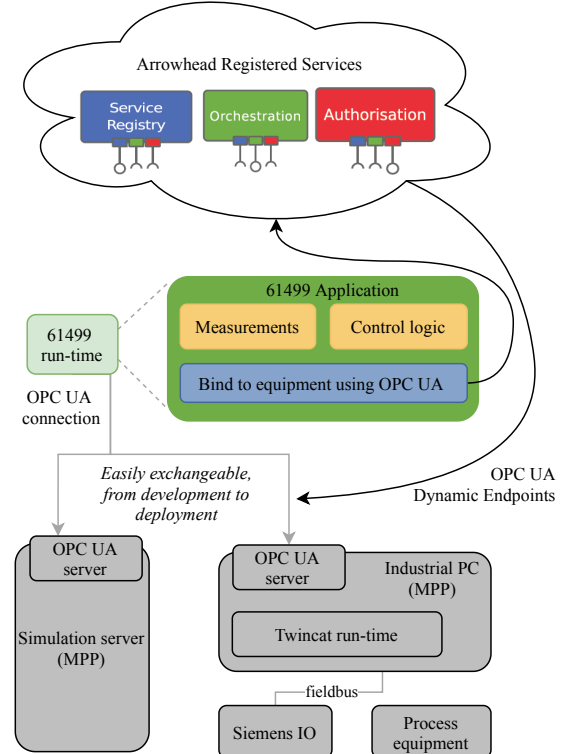 Arrowhead Registered Services
Service
Registry
Orchestration
Authorisation
61499 Application
61499
run-time
Measurements
Control logic
Bind to equipment using OPC UA
OPC UA
connection
Easily exchangeable,
from development to
deployment
OPC UA
Dynamic Endpoints
OPC UA
server
Simulation server
(MPP)
OPC UA
server
Industrial PC
(MPP)
Twincat run-time
fieldbus
Siemens IO
Process
equipment